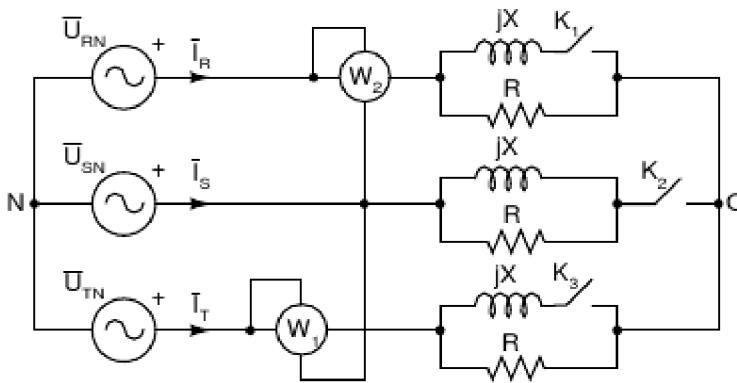 U̅RN + I̅R W2 jX K1
R
U̅SN + I̅S jX K2
N O
R
U̅TN + I̅T W1 jX K3
R